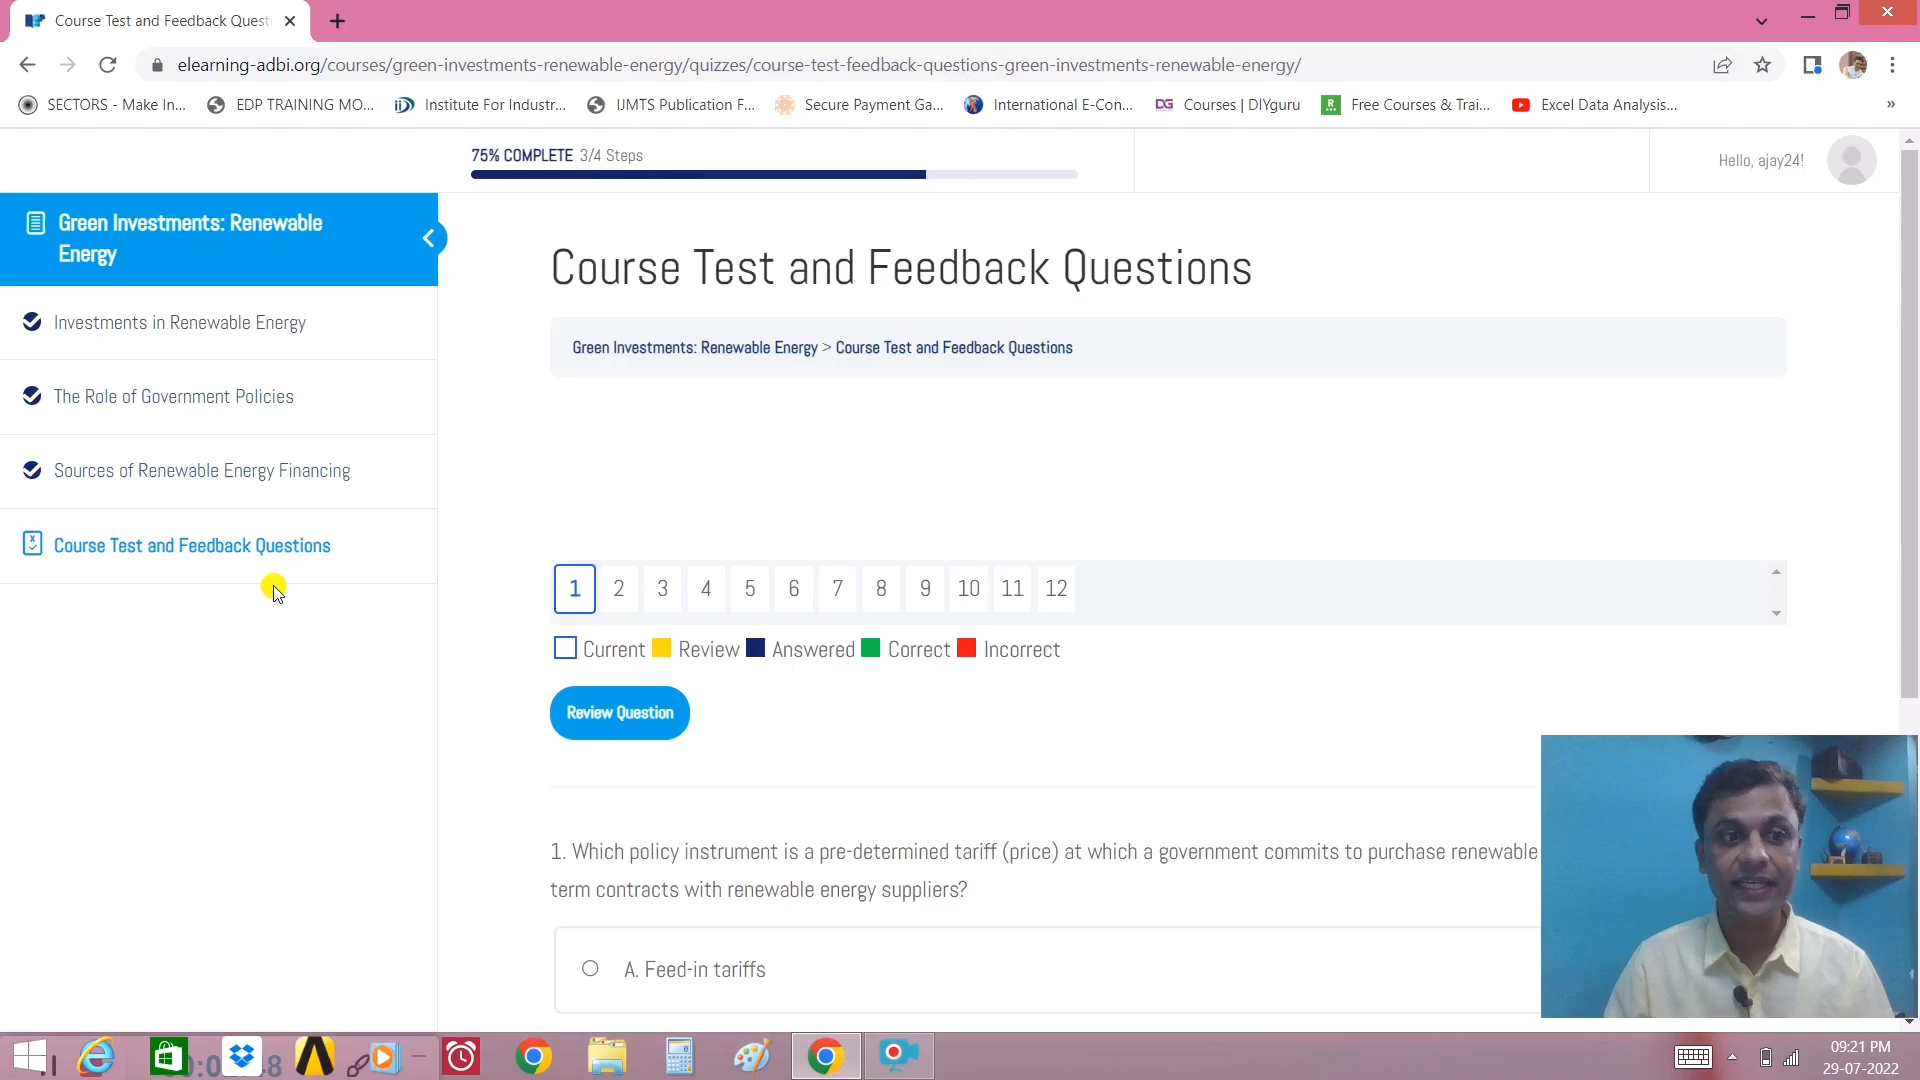 Course Test and Feedback Quest
elearning-adbi.org/courses/green-investments-renewable-energy/quizzes/course-test-feedback-questions-green-investments-renewable-energy/
SECTORS - Make In...
EDP TRAINING MO...
Institute For Industr...
IJMTS Publication F...
Secure Payment Ga...
International E-Con...
DG Courses | DIYguru
R Free Courses & Trai...
Excel Data Analysis...
75% COMPLETE 3/4 Steps
Hello, ajay24!
Green Investments: Renewable
Energy
Investments in Renewable Energy
The Role of Government Policies
Sources of Renewable Energy Financing
Course Test and Feedback Questions
Course Test and Feedback Questions
Green Investments: Renewable Energy > Course Test and Feedback Questions
1 2 3 4 5 6 7 8 9 10 11 12
Current Review Answered Correct Incorrect
Review Question
1. Which policy instrument is a pre-determined tariff (price) at which a government commits to purchase renewable
term contracts with renewable energy suppliers?
A. Feed-in tariffs
09:21 PM
29-07-2022